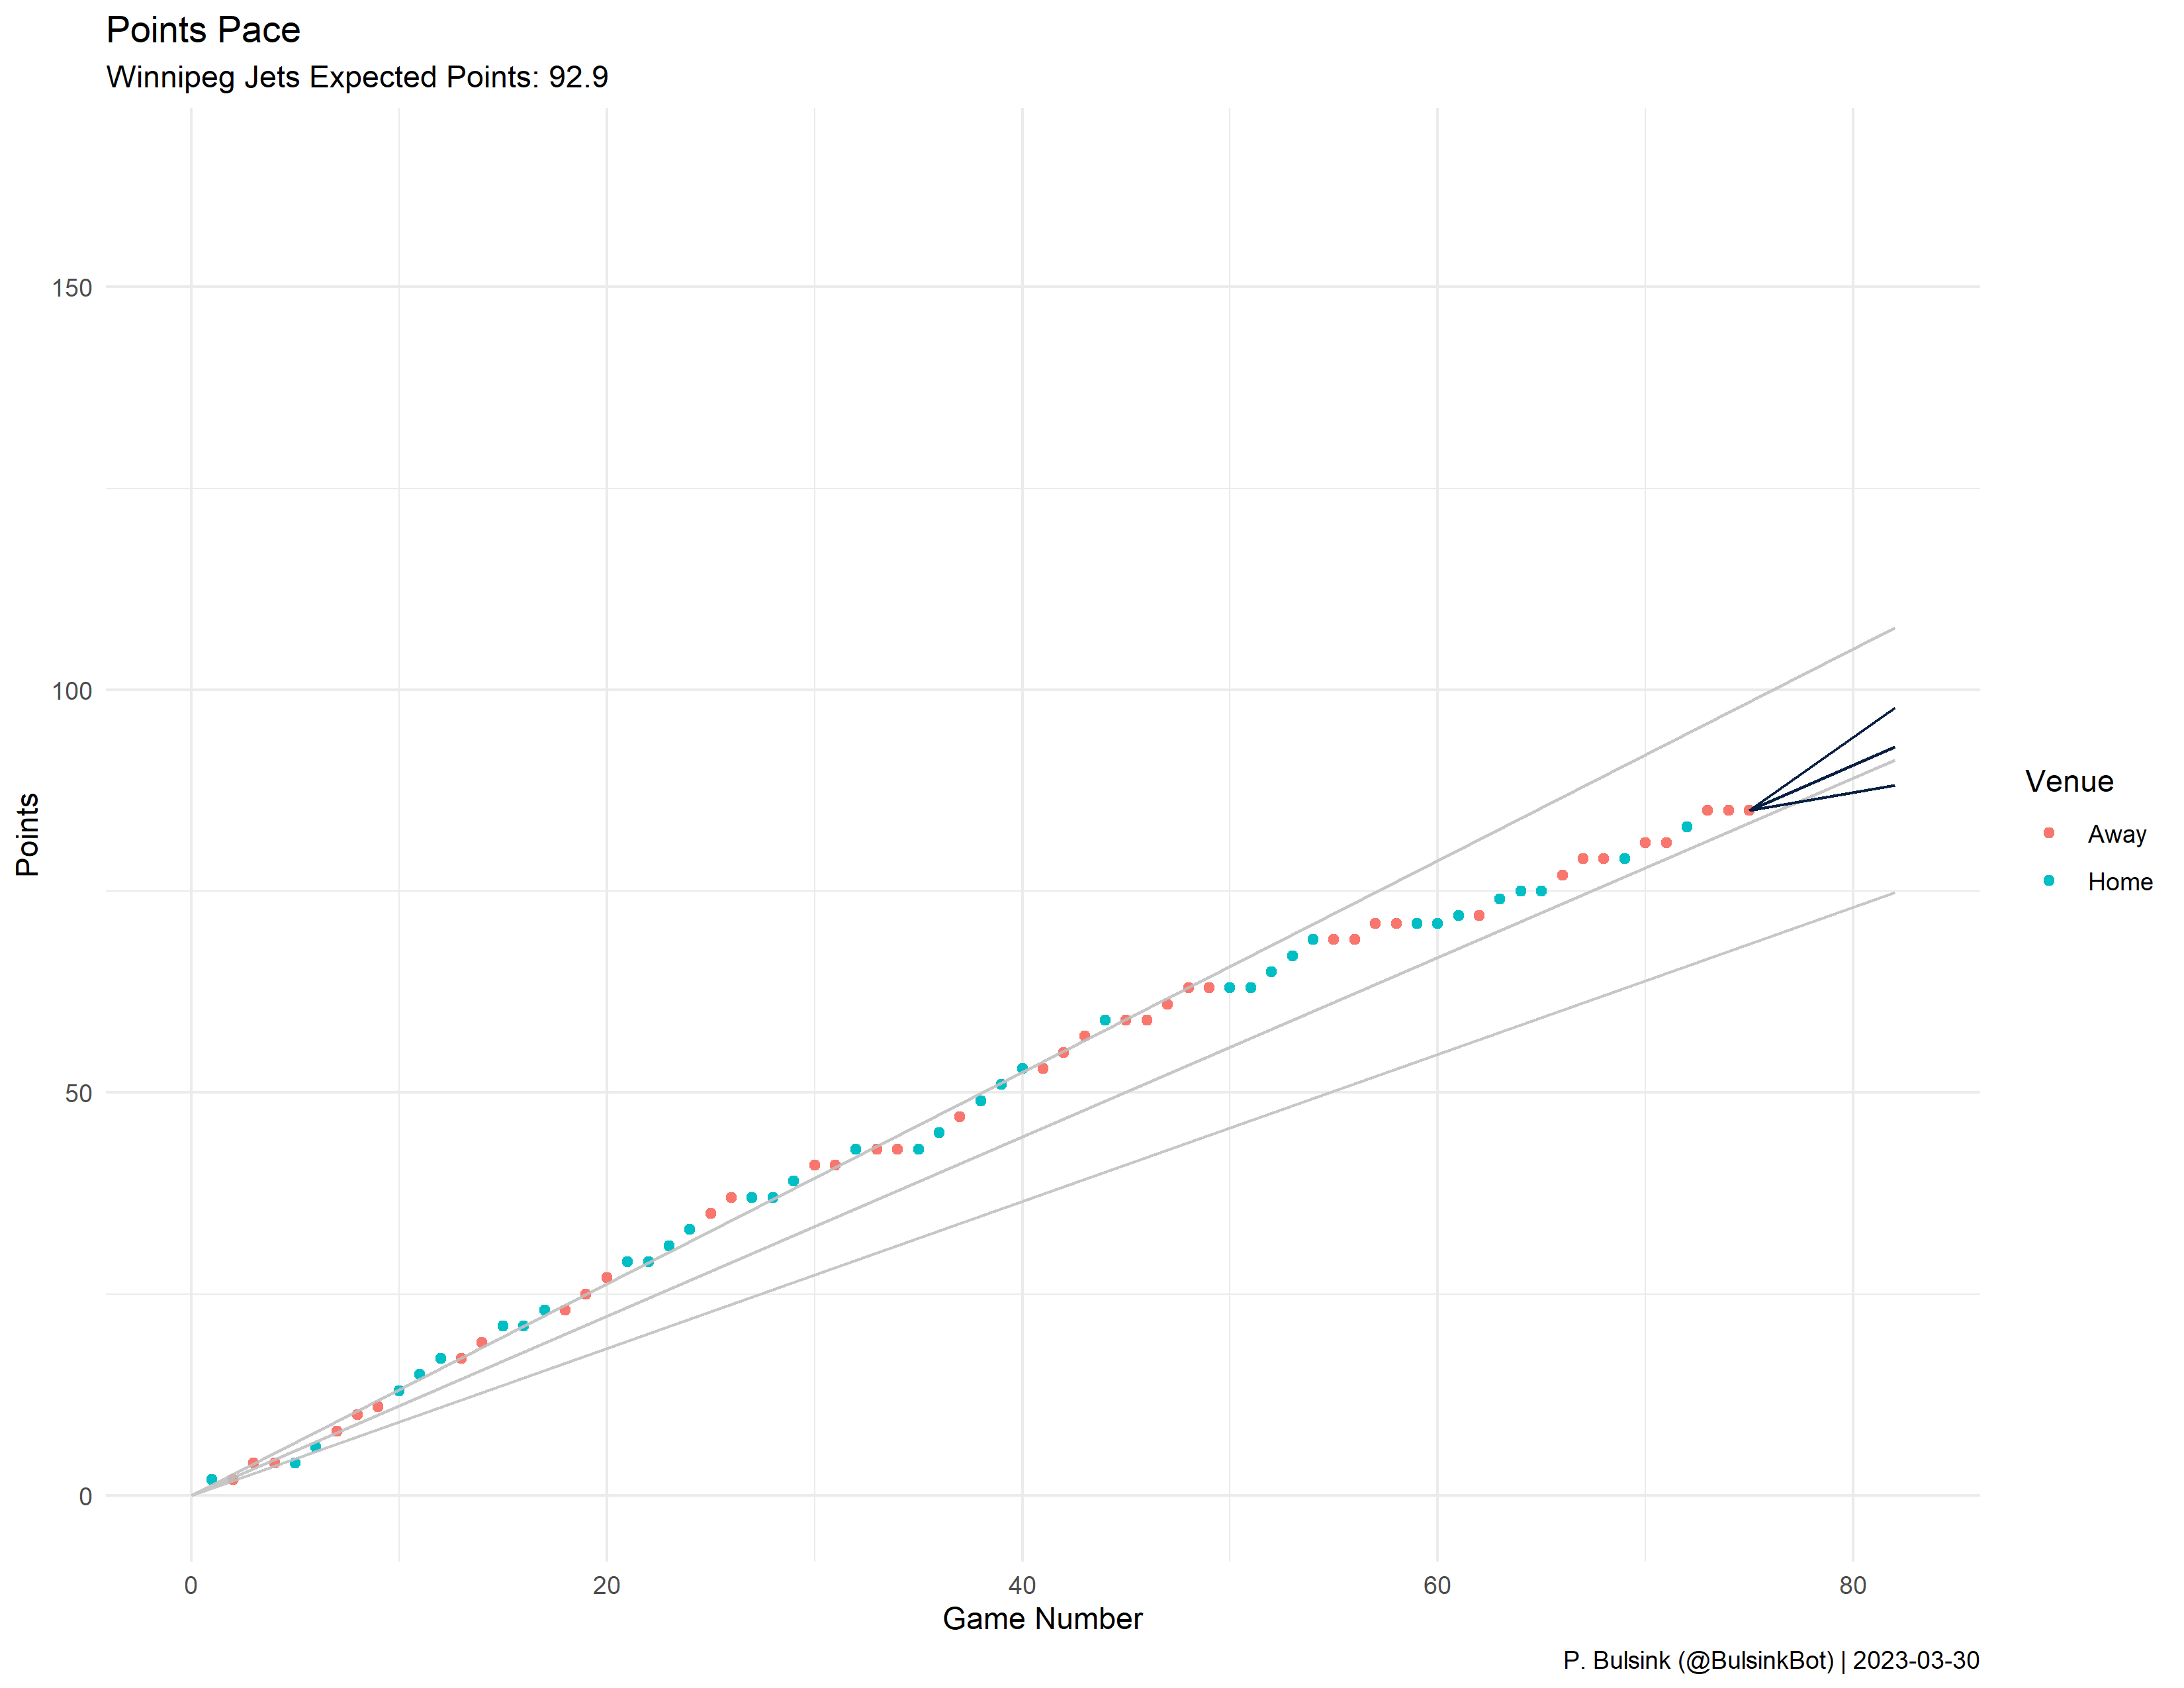 Points Pace
Winnipeg Jets Expected Points: 92.9
150
100
50
0
Points
0 20 40 60 80
Game Number
Venue
Away
Home
P. Bulsink (@BulsinkBot) | 2023-03-30